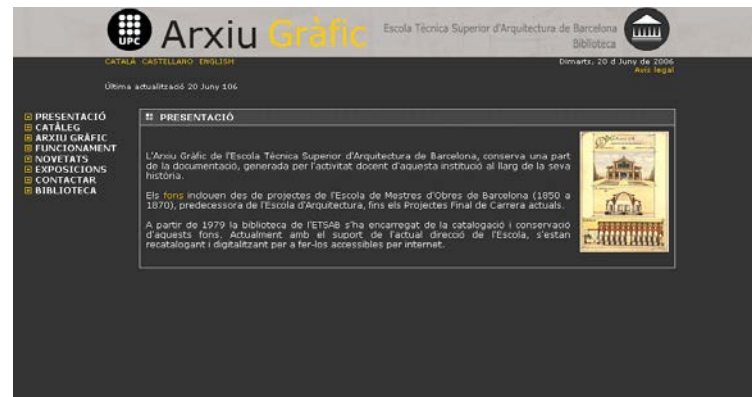 UPC
Arxiu Gràfic
Escola Tècnica Superior d'Arquitectura de Barcelona
Biblioteca
CATALÀ CASTELLANO ENGLISH
Dimarts, 20 d Juny de 2006
Avís legal
Última actualització 20 Juny 106
PRESENTACIÓ
CATÀLEG
ARXIU GRÀFIC
FUNCIONAMENT
NOVETATS
EXPOSICIONS
CONTACTAR
BIBLIOTECA
PRESENTACIÓ
L'Arxiu Gràfic de l'Escola Tècnica Superior d'Arquitectura de Barcelona, conserva una part
de la documentació, generada per l'activitat docent d'aquesta institució al llarg de la seva
història.
Els fons indouen des de projectes de l'Escola de Mestres d'Obres de Barcelona (1850 a
1870), predecessora de l'Escola d'Arquitectura, fins els Projectes Final de Carrera actuals.
A partir de 1979 la biblioteca de l'ETSAB s'ha encarregat de la catalogació i conservació
d'aquests fons. Actualment amb el suport de l'actual direcció de l'Escola, s'estan
recatalogant i digitalitzant per a fer-los accessibles per internet.